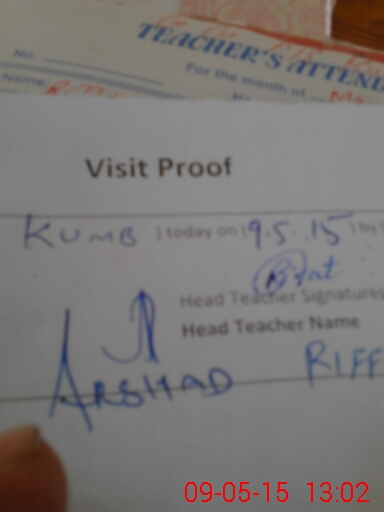 TEACHER'S ATTEND
No.
For the month of
Name:
Visit Proof
KUMB ) today on (9.5.15) by
Head Teacher Signatures
Head Teacher Name
ARSHAD RIFF
09-05-15 13:02